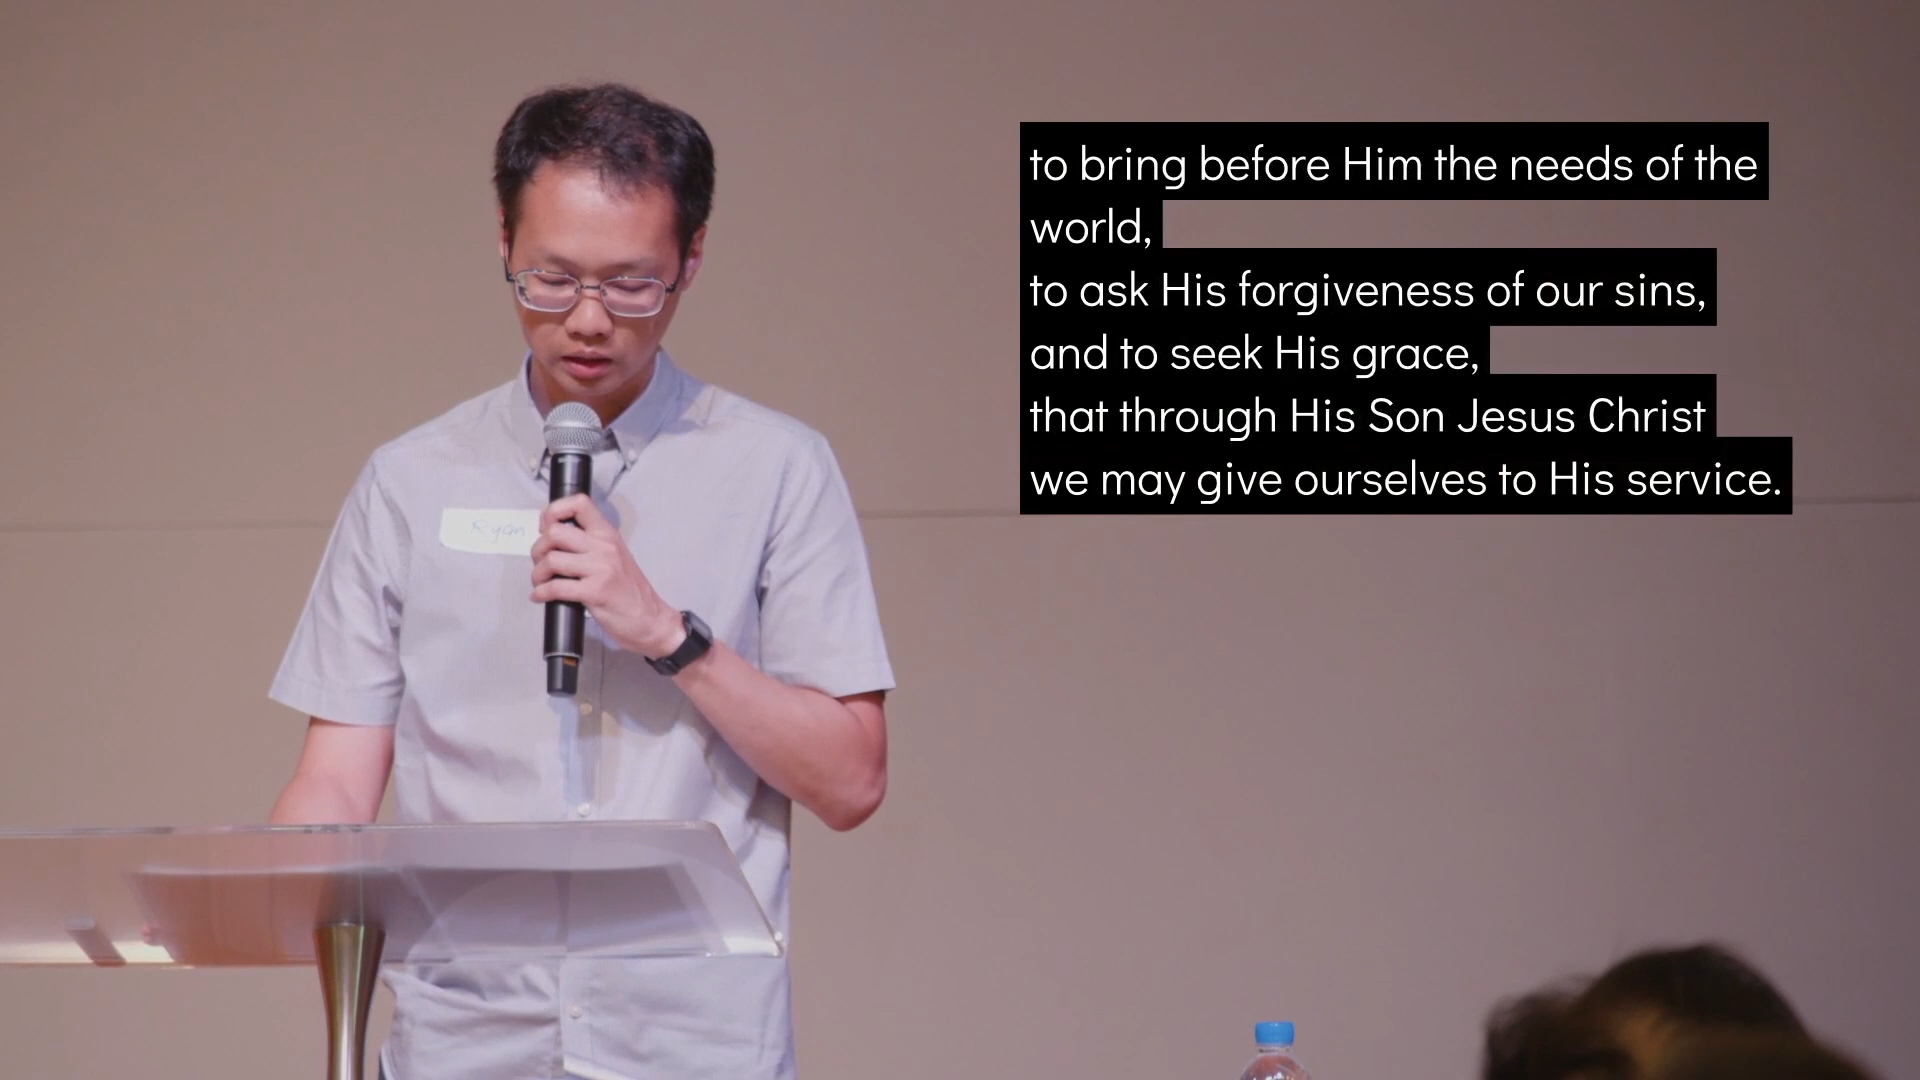 to bring before Him the needs of the
world,
to ask His forgiveness of our sins,
and to seek His grace,
that through His Son Jesus Christ
we may give ourselves to His service.
Ryan